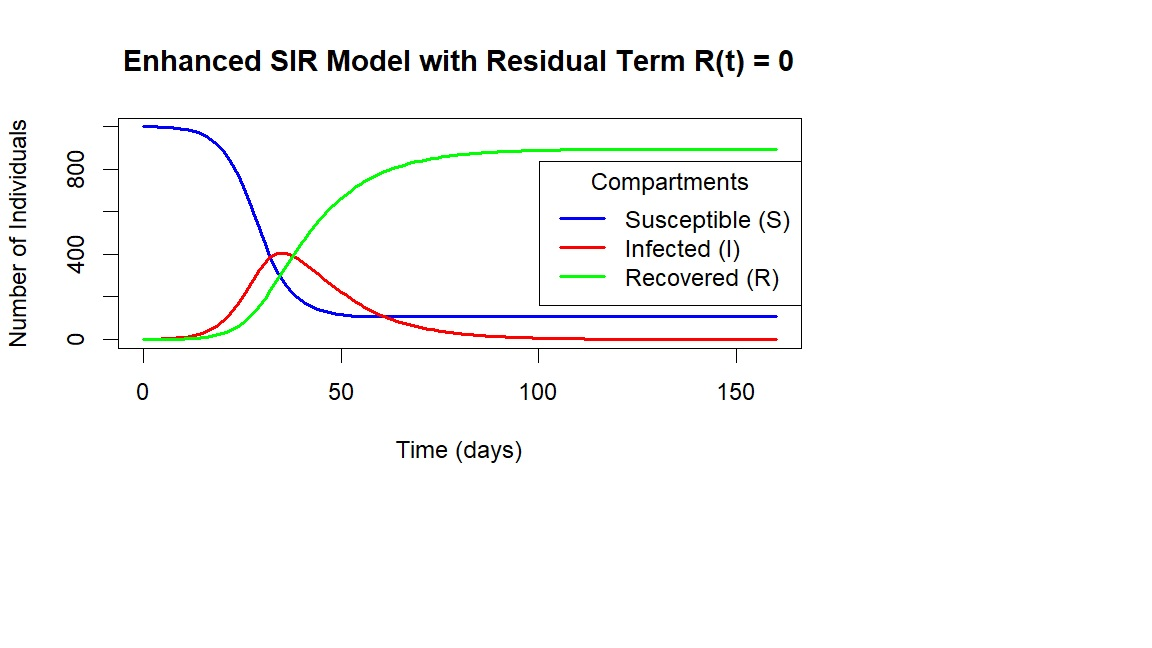 Enhanced SIR Model with Residual Term R(t) = 0
Number of Individuals
800
400
0
Compartments
Susceptible (S)
Infected (I)
Recovered (R)
0 50 100 150
Time (days)